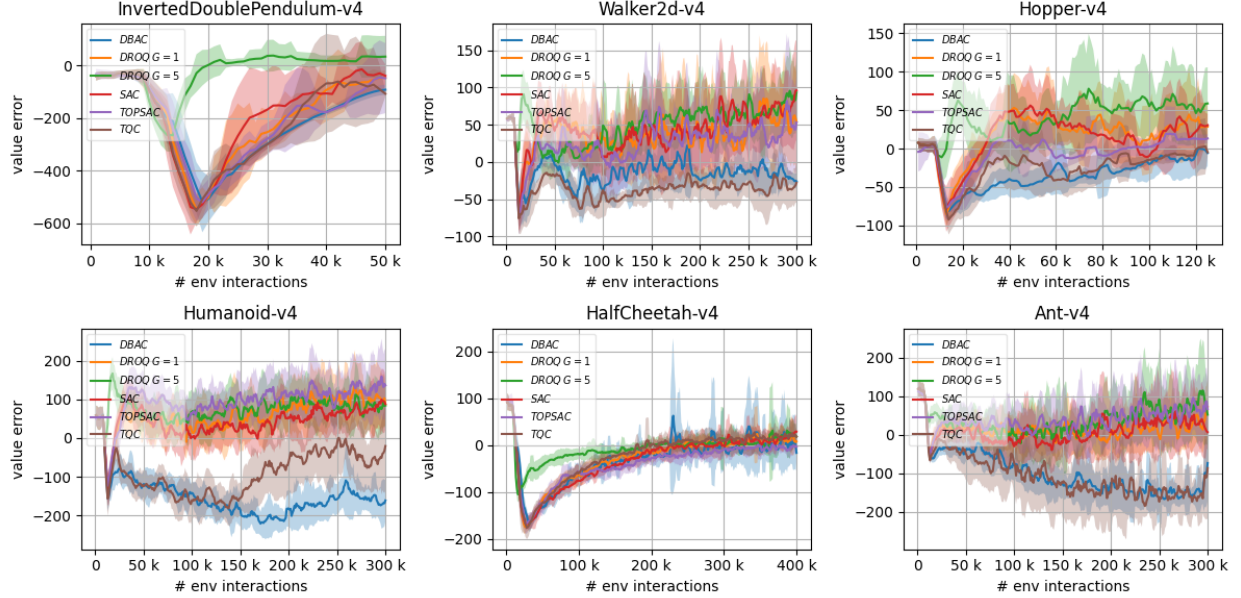 InvertedDoublePendulum-v4
value error
0
−200
−400
−600
DBAC
DROQ G = 1
DROQ G = 5
SAC
TOPSAC
TQC
0 10 k 20 k 30 k 40 k 50 k
# env interactions
Walker2d-v4
value error
150
100
50
0
−50
−100
DBAC
DROQ G = 1
DROQ G = 5
SAC
TOPSAC
TQC
0 50 k 100 k 150 k 200 k 250 k 300 k
# env interactions
Hopper-v4
value error
150
100
50
0
−50
−100
DBAC
DROQ G = 1
DROQ G = 5
SAC
TOPSAC
TQC
0 20 k 40 k 60 k 80 k 100 k 120 k
# env interactions
Humanoid-v4
value error
200
100
0
−100
−200
DBAC
DROQ G = 1
DROQ G = 5
SAC
TOPSAC
TQC
0 50 k 100 k 150 k 200 k 250 k 300 k
# env interactions
HalfCheetah-v4
value error
200
100
0
−100
−200
DBAC
DROQ G = 1
DROQ G = 5
SAC
TOPSAC
TQC
0 100 k 200 k 300 k 400 k
# env interactions
Ant-v4
value error
200
100
0
−100
−200
DBAC
DROQ G = 1
DROQ G = 5
SAC
TOPSAC
TQC
0 50 k 100 k 150 k 200 k 250 k 300 k
# env interactions